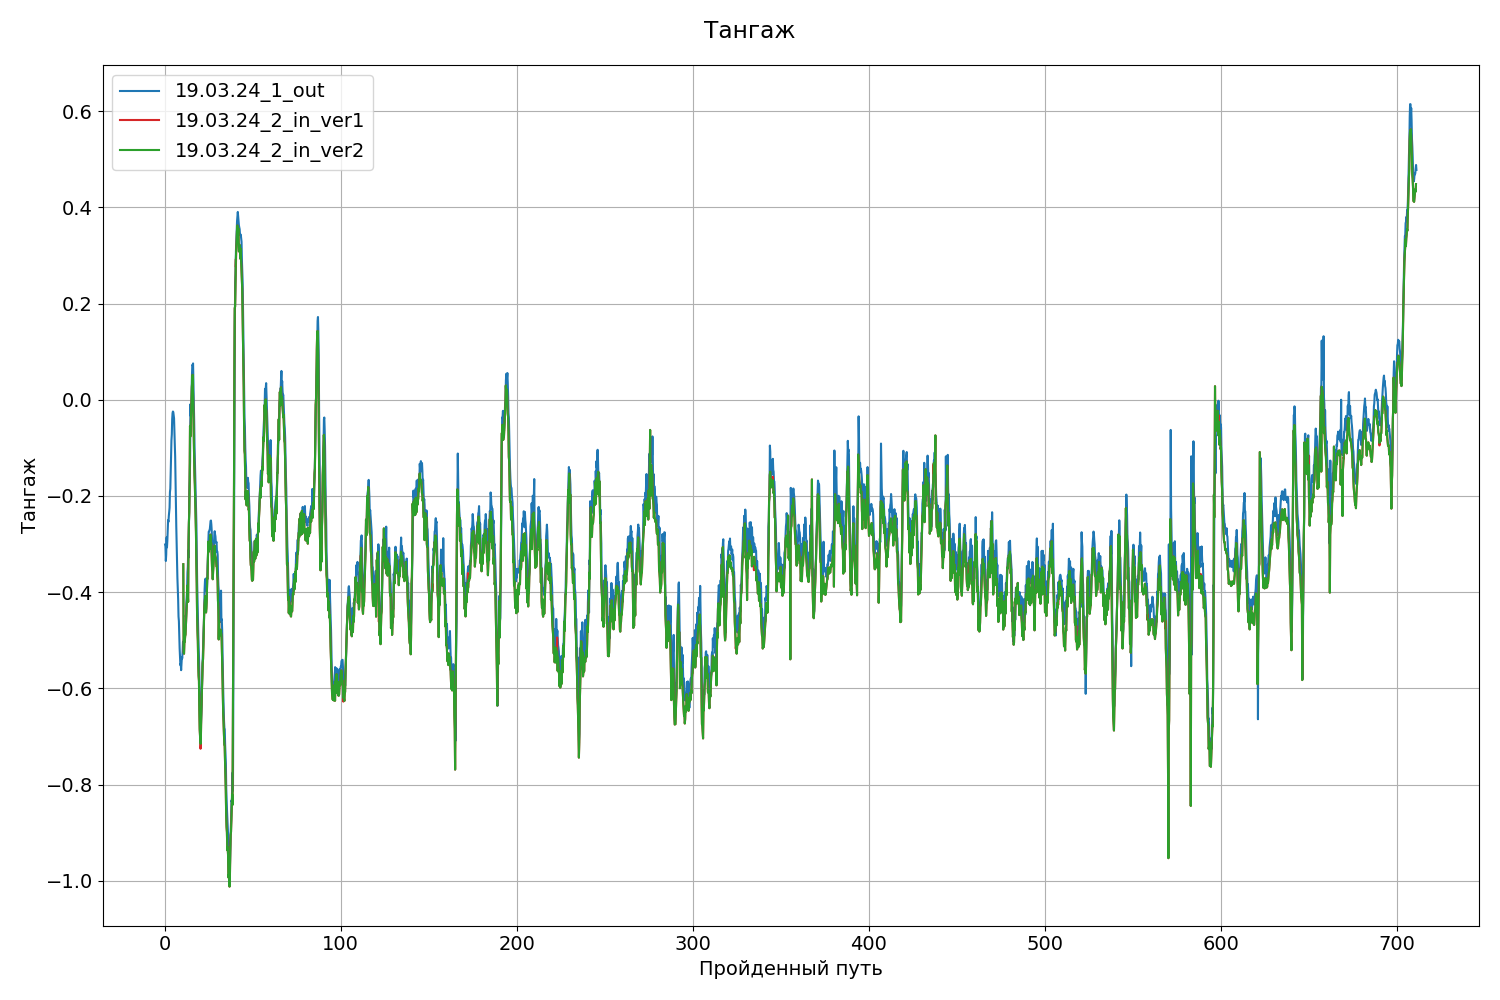 Тангаж
19.03.24_1_out
19.03.24_2_in_ver1
19.03.24_2_in_ver2
Тангаж
0.6
0.4
0.2
0.0
−0.2
−0.4
−0.6
−0.8
−1.0
0 100 200 300 400 500 600 700
Пройденный путь